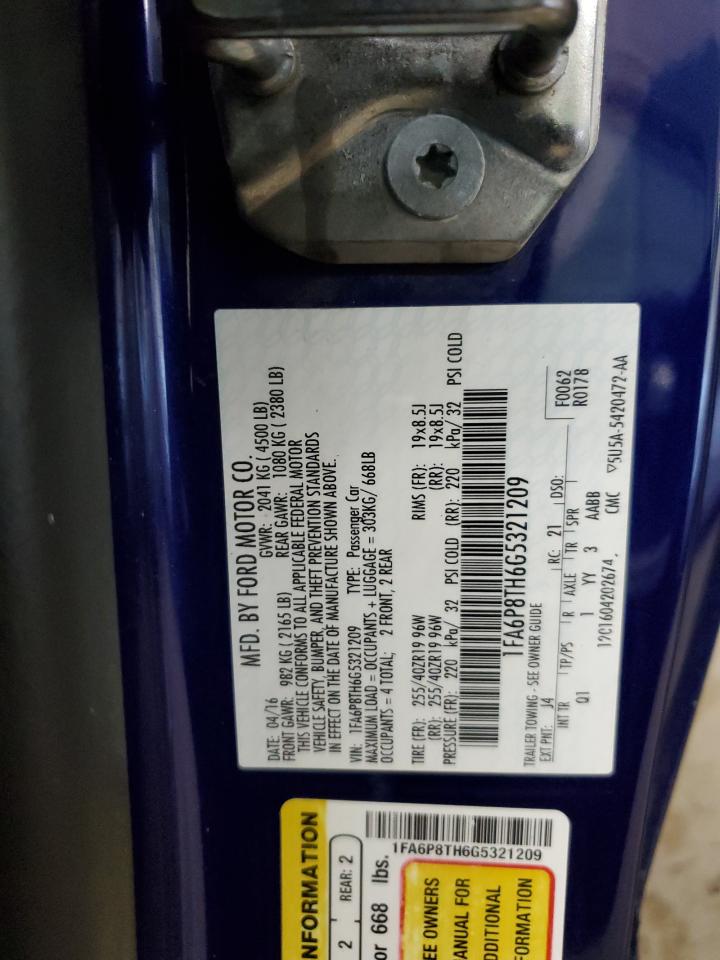 MFD. BY FORD MOTOR CO.
DATE: 04/16 GVWR: 2041 KG ( 4500 LB)
FRONT GAWR: 982 KG ( 2165 LB) REAR GAWR: 1080 KG ( 2380 LB)
THIS VEHICLE CONFORMS TO ALL APPLICABLE FEDERAL MOTOR
VEHICLE SAFETY, BUMPER, AND THEFT PREVENTION STANDARDS
IN EFFECT ON THE DATE OF MANUFACTURE SHOWN ABOVE.
VIN: 1FA6P8TH6G5321209 TYPE: Passenger Car
MAXIMUM LOAD = OCCUPANTS + LUGGAGE = 303KG/ 668LB
OCCUPANTS = 4 TOTAL; 2 FRONT, 2 REAR
TIRE (FR): 255/40ZR19 96W RIMS (FR): 19x8.5J
(RR): 255/40ZR19 96W (RR): 19x8.5J
PRESSURE (FR): 220 kPa/ 32 PSI COLD (RR): 220 kPa/ 32 PSI COLD
1FA6P8TH6G5321209
TRAILER TOWING - SEE OWNER GUIDE
EXT PNT: J4 RC: 21 DSO: F0062
R0178
INT TR TP/PS R AXLE TR SPR
Q1 1 YY 3 AABB
12C1604202674. CMC ▽5U5A-5420472-AA
NFORMATION
2 REAR: 2
or 668 lbs.
1FA6P8TH6G5321209
EE OWNERS
ANUAL FOR
DDITIONAL
FORMATION